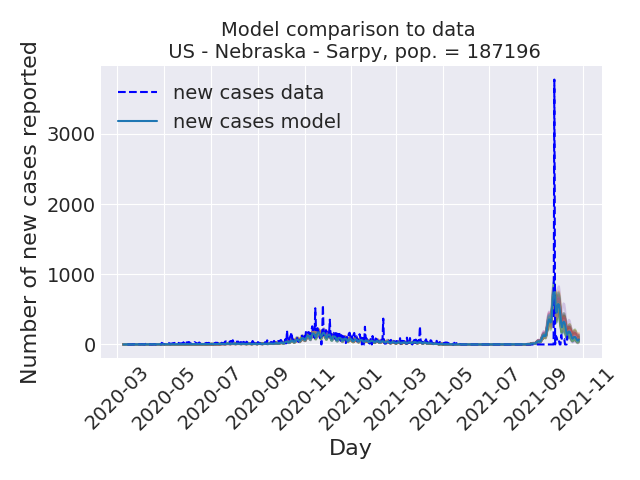 Model comparison to data
US - Nebraska - Sarpy, pop. = 187196
Number of new cases reported
new cases data
new cases model
3000
2000
1000
0
2020-03
2020-05
2020-07
2020-09
2020-11
2021-01
2021-03
2021-05
2021-07
2021-09
2021-11
Day